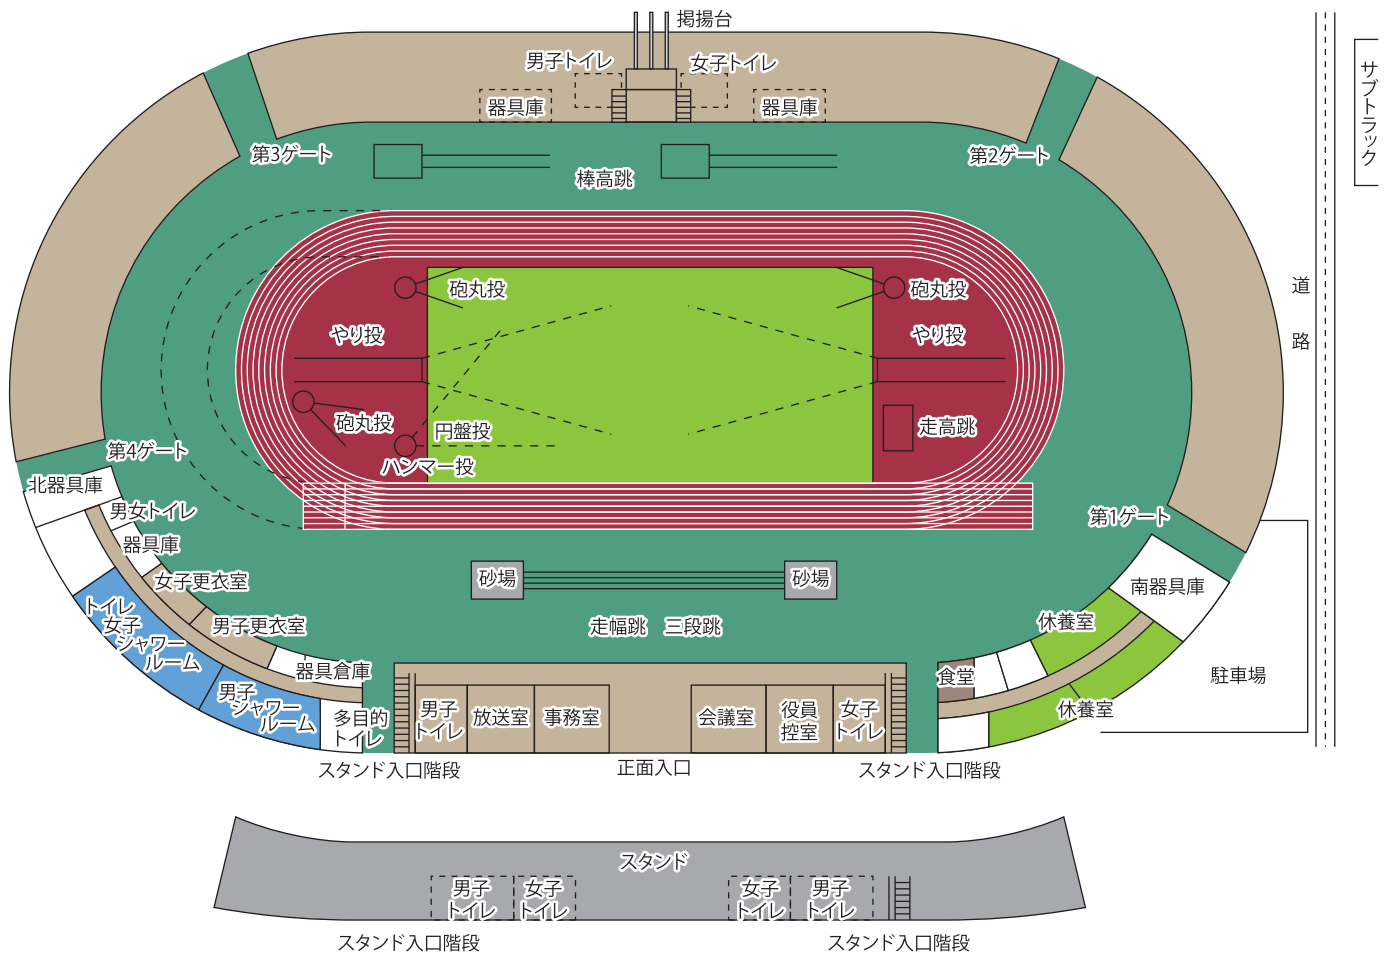 掲揚台
男子トイレ
女子トイレ
器具庫
器具庫
サブトラック
第3ゲート
第2ゲート
棒高跳
砲丸投
砲丸投
道路
やり投
やり投
砲丸投
円盤投
ハンマー投
走高跳
第4ゲート
北器具庫
男女トイレ
器具庫
女子更衣室
男子更衣室
器具倉庫
トイレ
女子
シャワー
ルーム
男子
シャワー
ルーム
多目的
トイレ
第1ゲート
砂場
砂場
走幅跳 三段跳
南器具庫
休養室
食堂
休養室
駐車場
男子
トイレ
放送室
事務室
会議室
役員
控室
女子
トイレ
スタンド入口階段
正面入口
スタンド入口階段
スタンド
男子
トイレ
女子
トイレ
女子
トイレ
男子
トイレ
スタンド入口階段
スタンド入口階段